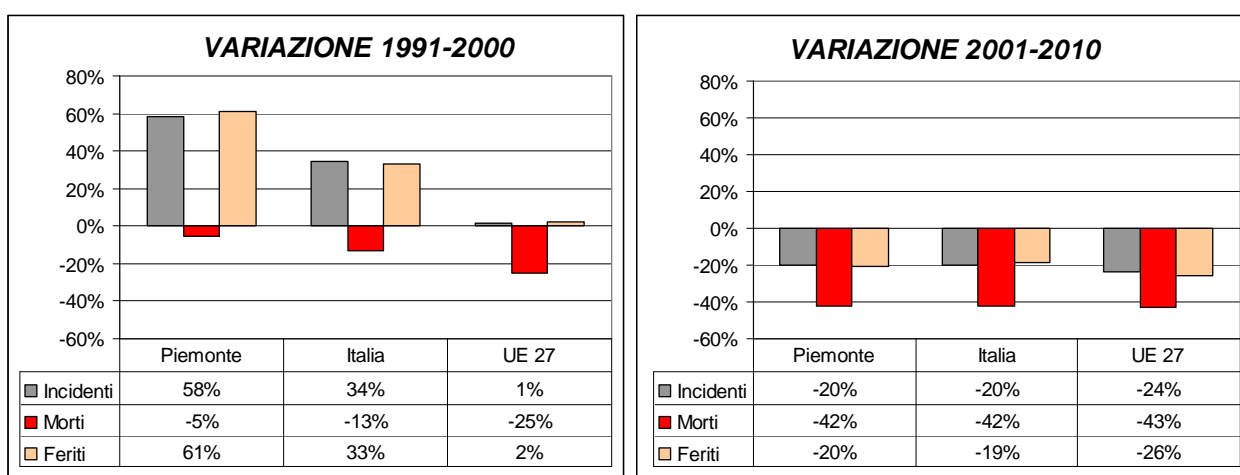 VARIAZIONE 1991-2000
80%
60%
40%
20%
0%
-20%
-40%
-60%
Piemonte Italia UE 27
Incidenti 58% 34% 1%
Morti -5% -13% -25%
Feriti 61% 33% 2%
VARIAZIONE 2001-2010
80%
60%
40%
20%
0%
-20%
-40%
-60%
Piemonte Italia UE 27
Incidenti -20% -20% -24%
Morti -42% -42% -43%
Feriti -20% -19% -26%